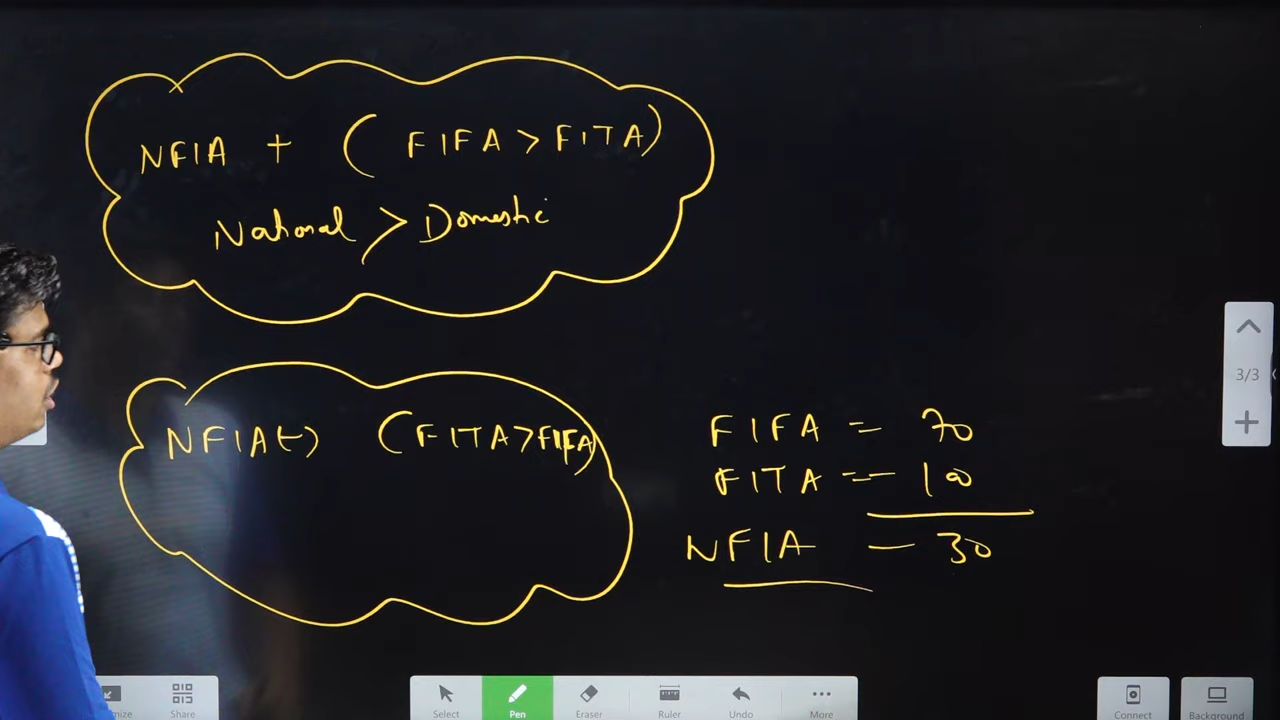 NFIA + (FIFA > FITA)
National > Domestic
NFIA (-) (FITA > FIFA)
FIFA = 70
FITA = - 100
NFIA - 30
3/3
Share
Select
Pen
Eraser
Ruler
Undo
More
Connect
Background